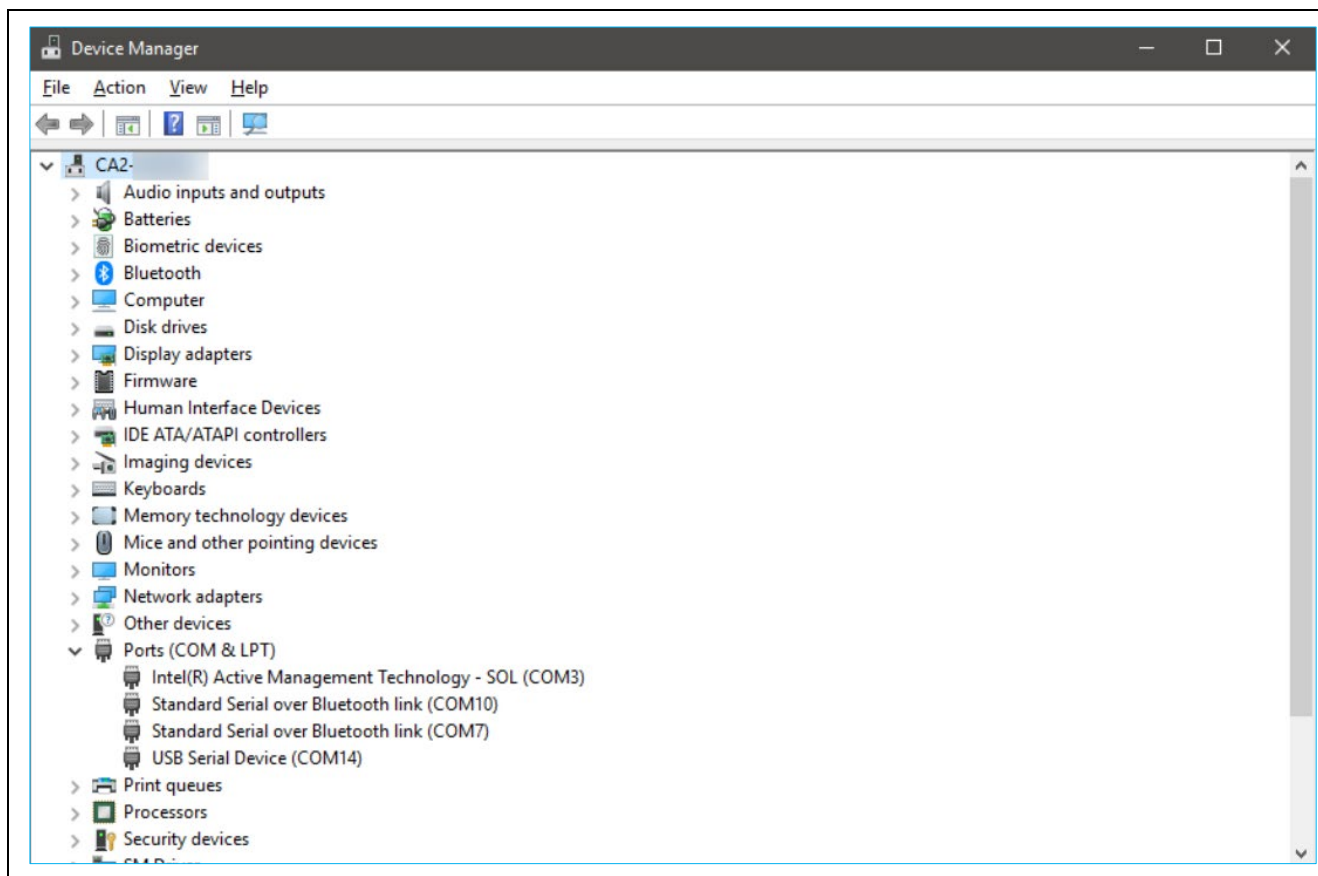 Device Manager
File Action View Help
CA2-
Audio inputs and outputs
Batteries
Biometric devices
Bluetooth
Computer
Disk drives
Display adapters
Firmware
Human Interface Devices
IDE ATA/ATAPI controllers
Imaging devices
Keyboards
Memory technology devices
Mice and other pointing devices
Monitors
Network adapters
Other devices
Ports (COM & LPT)
Intel(R) Active Management Technology - SOL (COM3)
Standard Serial over Bluetooth link (COM10)
Standard Serial over Bluetooth link (COM7)
USB Serial Device (COM14)
Print queues
Processors
Security devices